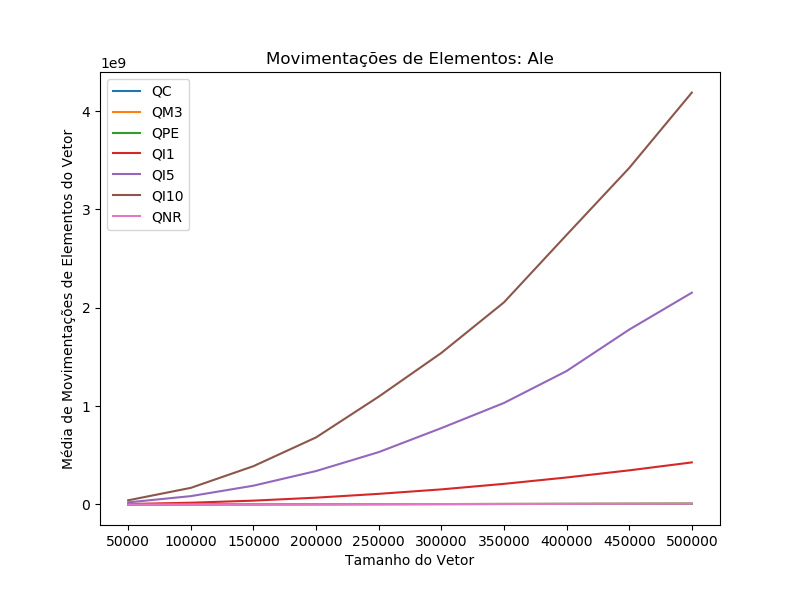 Movimentações de Elementos: Ale
1e9
QC
QM3
QPE
QI1
QI5
QI10
QNR
4
3
2
1
0
Média de Movimentações de Elementos do Vetor
50000 100000 150000 200000 250000 300000 350000 400000 450000 500000
Tamanho do Vetor